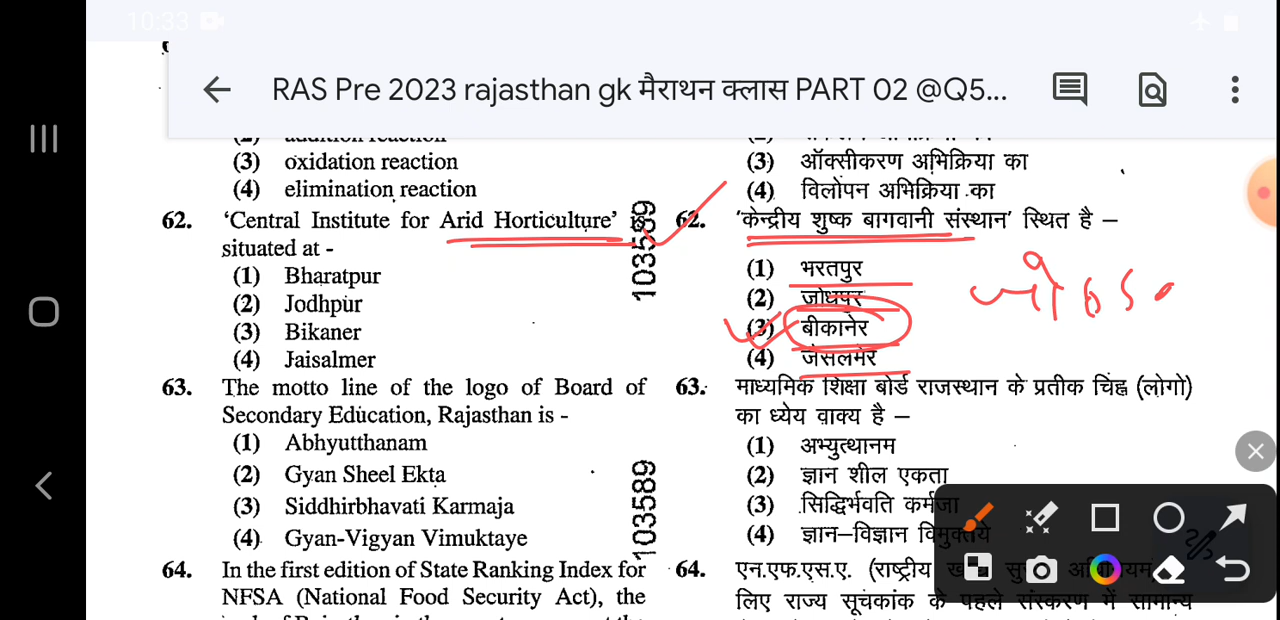 10:33
RAS Pre 2023 rajasthan gk मैराथन क्लास PART 02 @Q5...
(2) addition reaction
(3) oxidation reaction
(4) elimination reaction
62. 'Central Institute for Arid Horticulture' is
situated at -
(1) Bharatpur
(2) Jodhpur
(3) Bikaner
(4) Jaisalmer
63. The motto line of the logo of Board of
Secondary Education, Rajasthan is -
(1) Abhyutthanam
(2) Gyan Sheel Ekta
(3) Siddhirbhavati Karmaja
(4) Gyan-Vigyan Vimuktaye
64. In the first edition of State Ranking Index for
NFSA (National Food Security Act), the
103589
103589
(3) ऑक्सीकरण अभिक्रिया का
(4) विलोपन अभिक्रिया का
62. 'केन्द्रीय शुष्क बागवानी संस्थान' स्थित है –
(1) भरतपुर
(2) जोधपुर
(3) बीकानेर
(4) जैसलमेर
63. माध्यमिक शिक्षा बोर्ड राजस्थान के प्रतीक चिह्न (लोगो)
का ध्येय वाक्य है –
(1) अभ्युत्थानम
(2) ज्ञान शील एकता
(3) सिद्धिर्भवति कर्मजा
(4) ज्ञान–विज्ञान विमुक्तये
64. एन.एफ.एस.ए. (राष्ट्रीय
लिए राज्य सूचकांक के पहले संस्करण में सामान्य